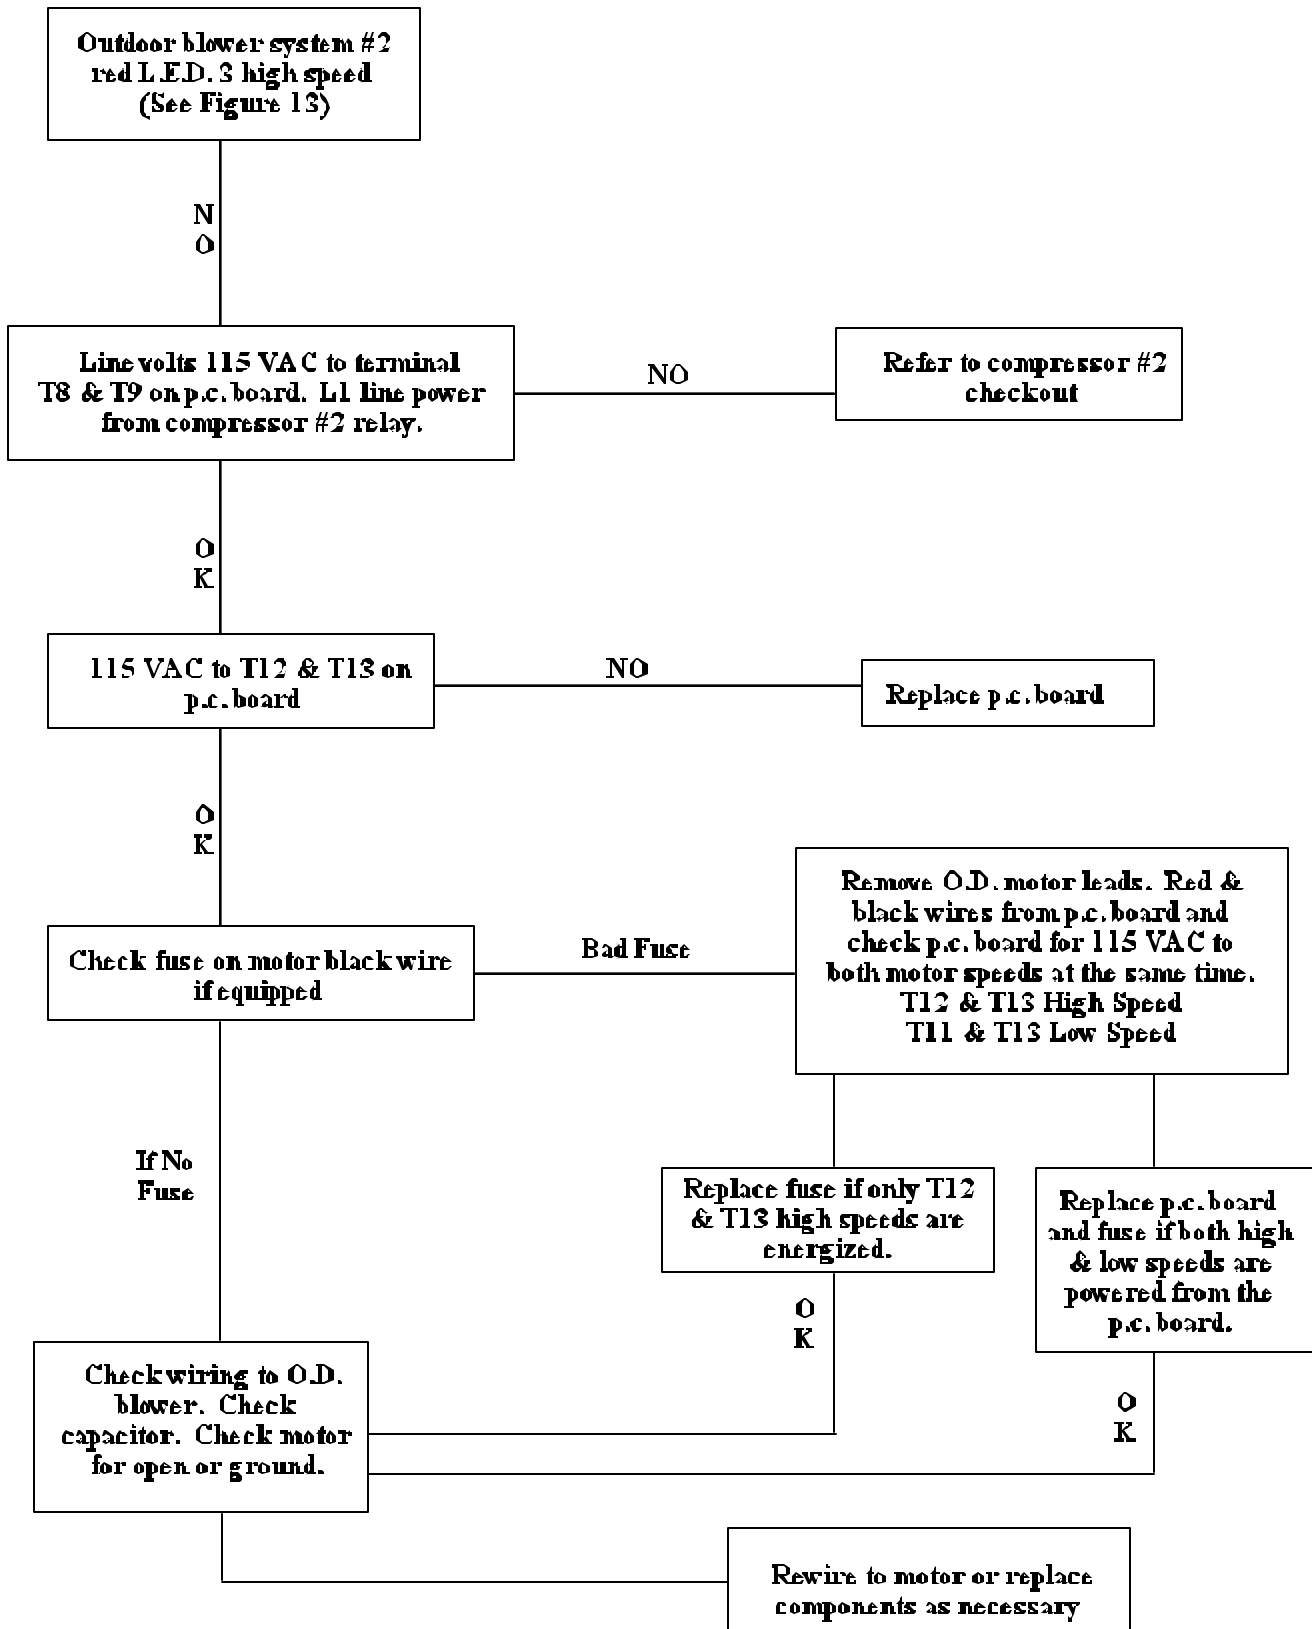 Outdoor blower system #2
red L.E.D. 3 high speed
(See Figure 13)
N
O
Line volts 115 VAC to terminal
T8 & T9 on p.c. board. L1 line power
from compressor #2 relay.
NO
Refer to compressor #2
checkout
O
K
115 VAC to T12 & T13 on
p.c. board
NO
Replace p.c. board
O
K
Check fuse on motor black wire
if equipped
Bad Fuse
Remove O.D. motor leads. Red &
black wires from p.c. board and
check p.c. board for 115 VAC to
both motor speeds at the same time.
T12 & T13 High Speed
T11 & T13 Low Speed
If No
Fuse
Replace fuse if only T12
& T13 high speeds are
energized.
Replace p.c. board
and fuse if both high
& low speeds are
powered from the
p.c. board.
O
K
O
K
Check wiring to O.D.
blower. Check
capacitor. Check motor
for open or ground.
Rewire to motor or replace
components as necessary